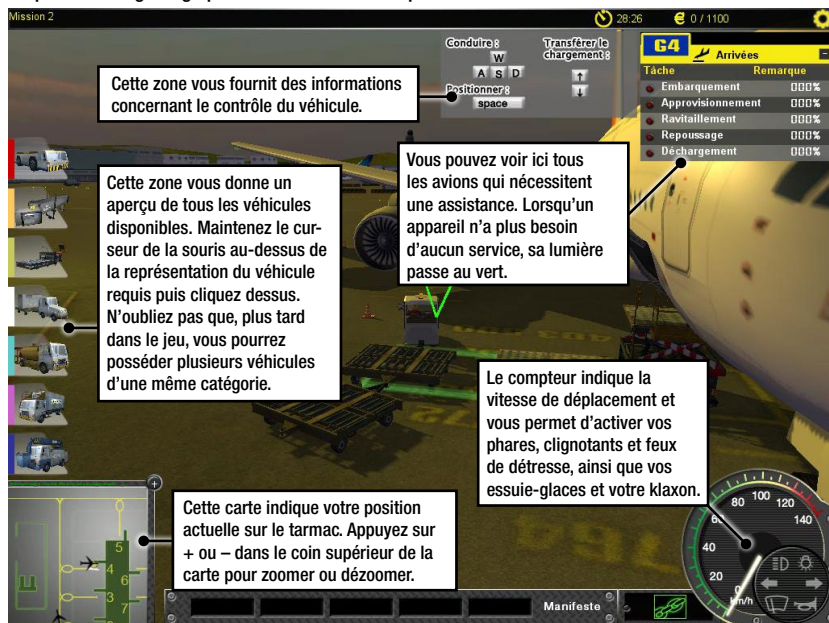 Mission 2
28:26
€ 0 / 1100
Conduire :
W
A S D
Positionner :
space
Transférer le
chargement :
↑
↓
G4
Arrivées
Tâche Remarque
Embarquement 000%
Approvisionnement 000%
Ravitaillement 000%
Repoussage 000%
Déchargement 000%
Cette zone vous fournit des informations
concernant le contrôle du véhicule.
Vous pouvez voir ici tous
les avions qui nécessitent
une assistance. Lorsqu’un
appareil n’a plus besoin
d’aucun service, sa lumière
passe au vert.
Cette zone vous donne un
aperçu de tous les véhicules
disponibles. Maintenez le cur-
seur de la souris au-dessus de
la représentation du véhicule
requis puis cliquez dessus.
N’oubliez pas que, plus tard
dans le jeu, vous pourrez
posséder plusieurs véhicules
d’une même catégorie.
Le compteur indique la
vitesse de déplacement et
vous permet d’activer vos
phares, clignotants et feux
de détresse, ainsi que vos
essuie-glaces et votre klaxon.
Cette carte indique votre position
actuelle sur le tarmac. Appuyez sur
+ ou – dans le coin supérieur de la
carte pour zoomer ou dézoomer.
+
E
5
4
6
3
7
Manifeste
0
20
40
60
80
100
120
140
km/h